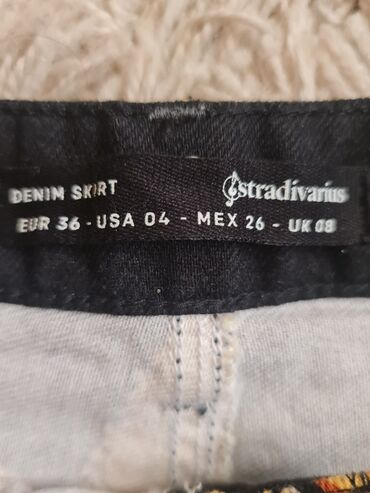 DENIM SKIRT stradivarius
EUR 36 - USA 04 - MEX 26 - UK 08